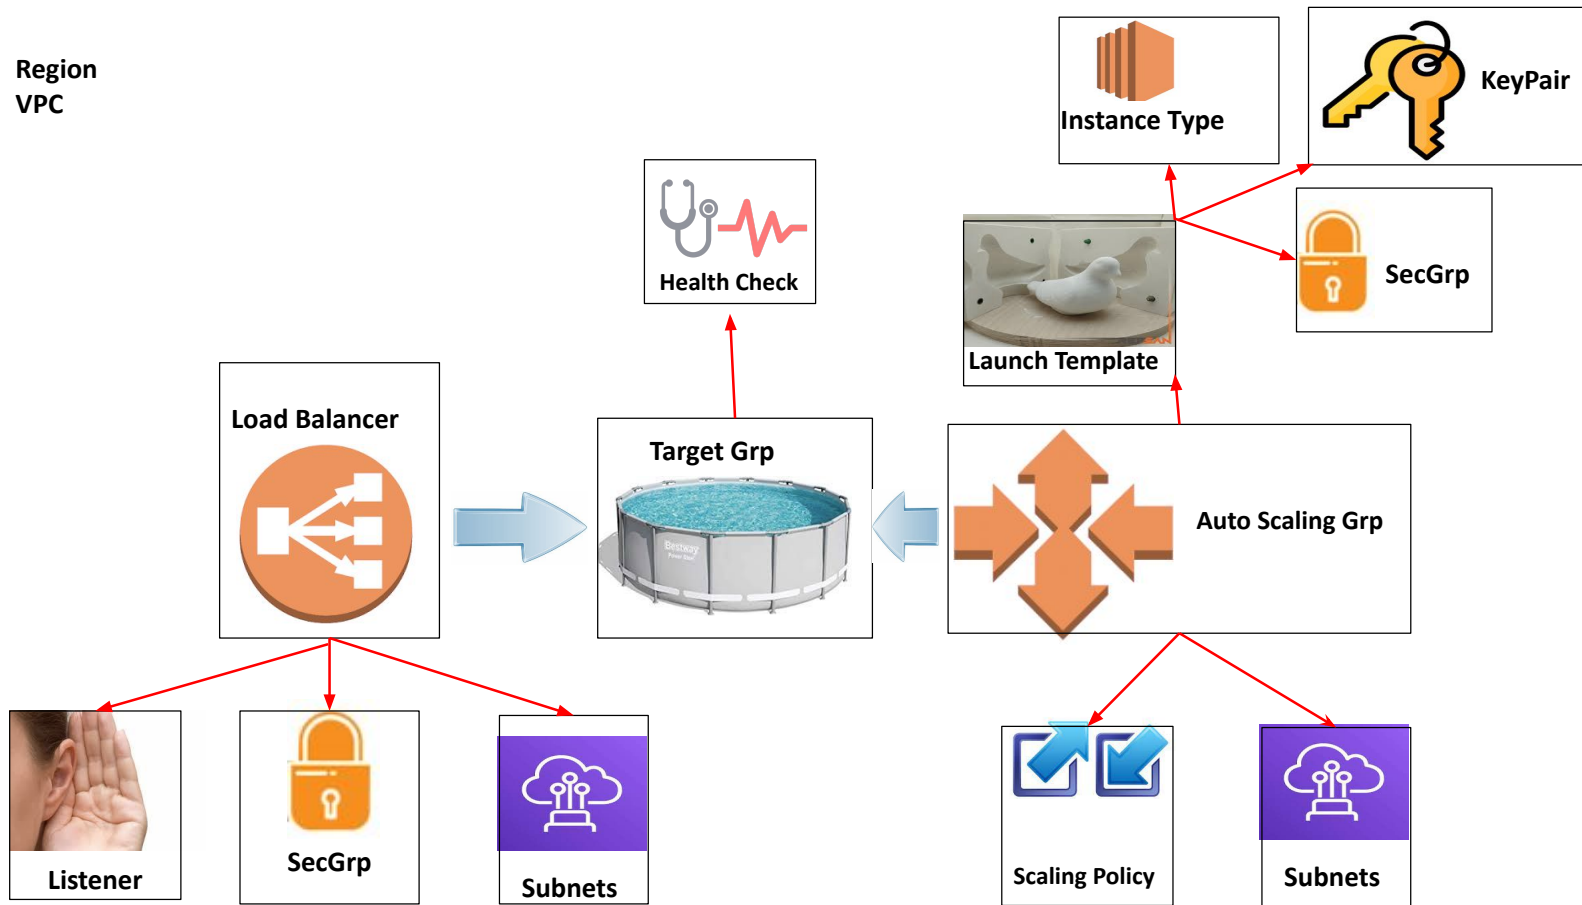 Region
VPC
Instance Type
KeyPair
Health Check
SecGrp
Launch Template
Load Balancer
Target Grp
Bestway
Auto Scaling Grp
Listener
SecGrp
Subnets
Scaling Policy
Subnets